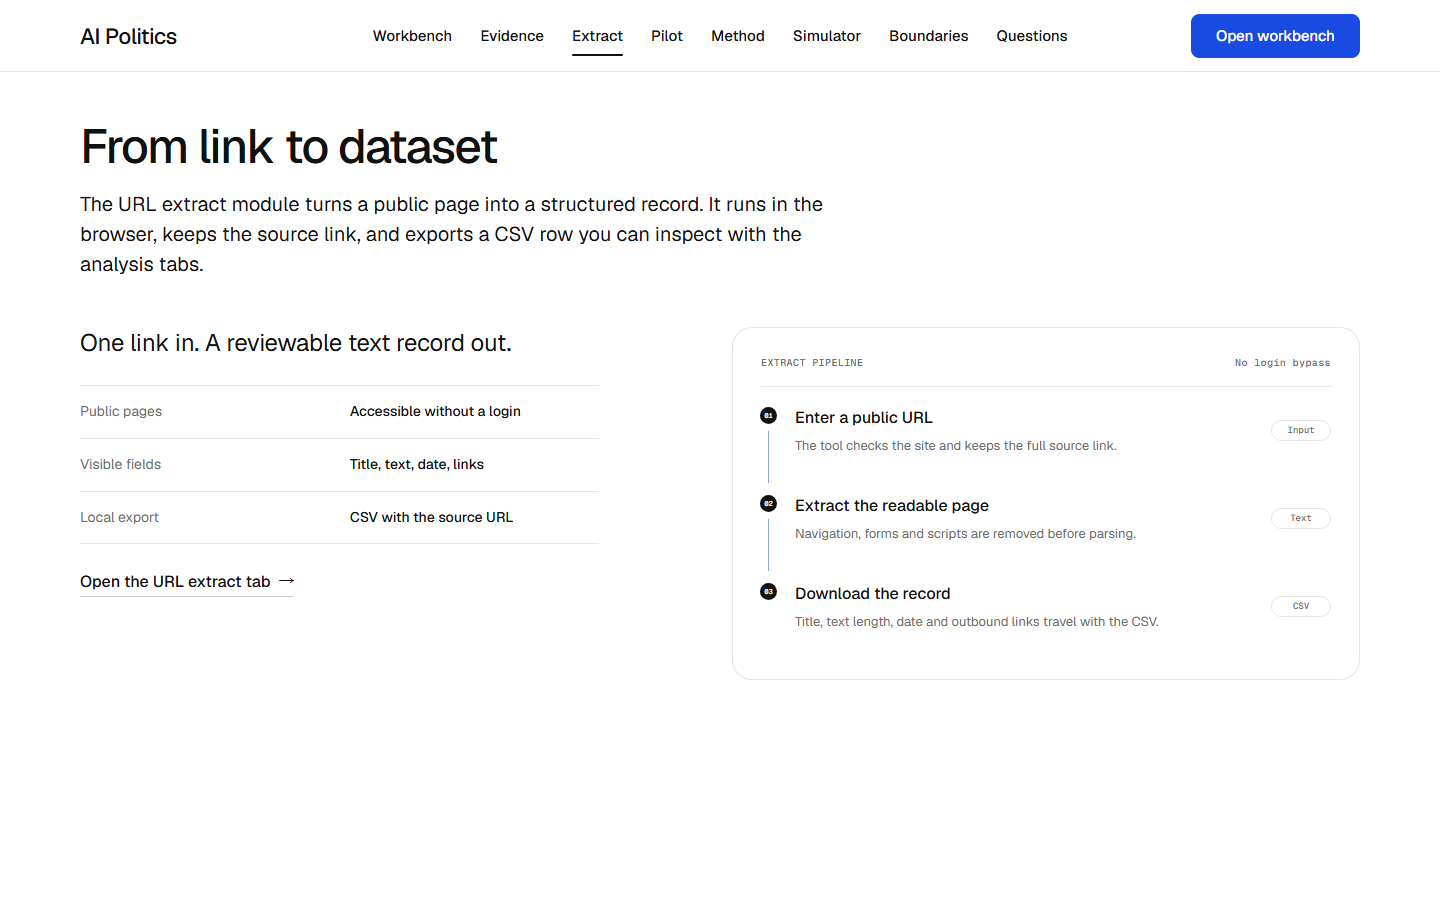 AI Politics
Workbench
Evidence
Extract
Pilot
Method
Simulator
Boundaries
Questions
Open workbench
From link to dataset
The URL extract module turns a public page into a structured record. It runs in the
browser, keeps the source link, and exports a CSV row you can inspect with the
analysis tabs.
One link in. A reviewable text record out.
Public pages
Accessible without a login
Visible fields
Title, text, date, links
Local export
CSV with the source URL
Open the URL extract tab →
EXTRACT PIPELINE
No login bypass
01
Enter a public URL
The tool checks the site and keeps the full source link.
Input
02
Extract the readable page
Navigation, forms and scripts are removed before parsing.
Text
03
Download the record
Title, text length, date and outbound links travel with the CSV.
CSV